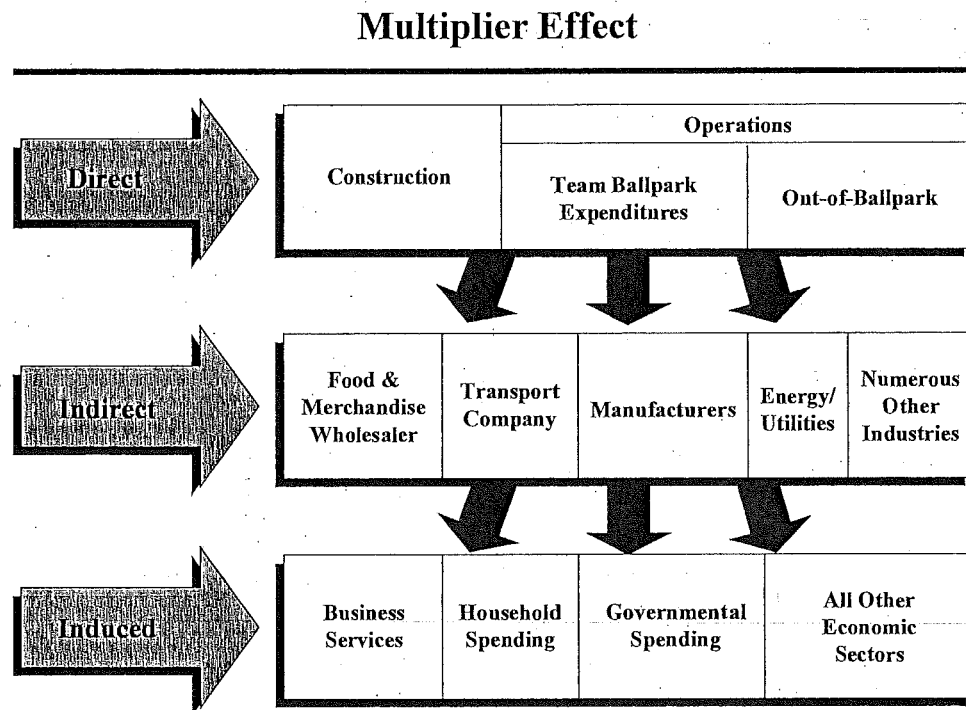 Multiplier Effect
Direct
Construction
Operations
Team Ballpark
Expenditures
Out-of-Ballpark
Indirect
Food &
Merchandise
Wholesaler
Transport
Company
Manufacturers
Energy/
Utilities
Numerous
Other
Industries
Induced
Business
Services
Household
Spending
Governmental
Spending
All Other
Economic
Sectors